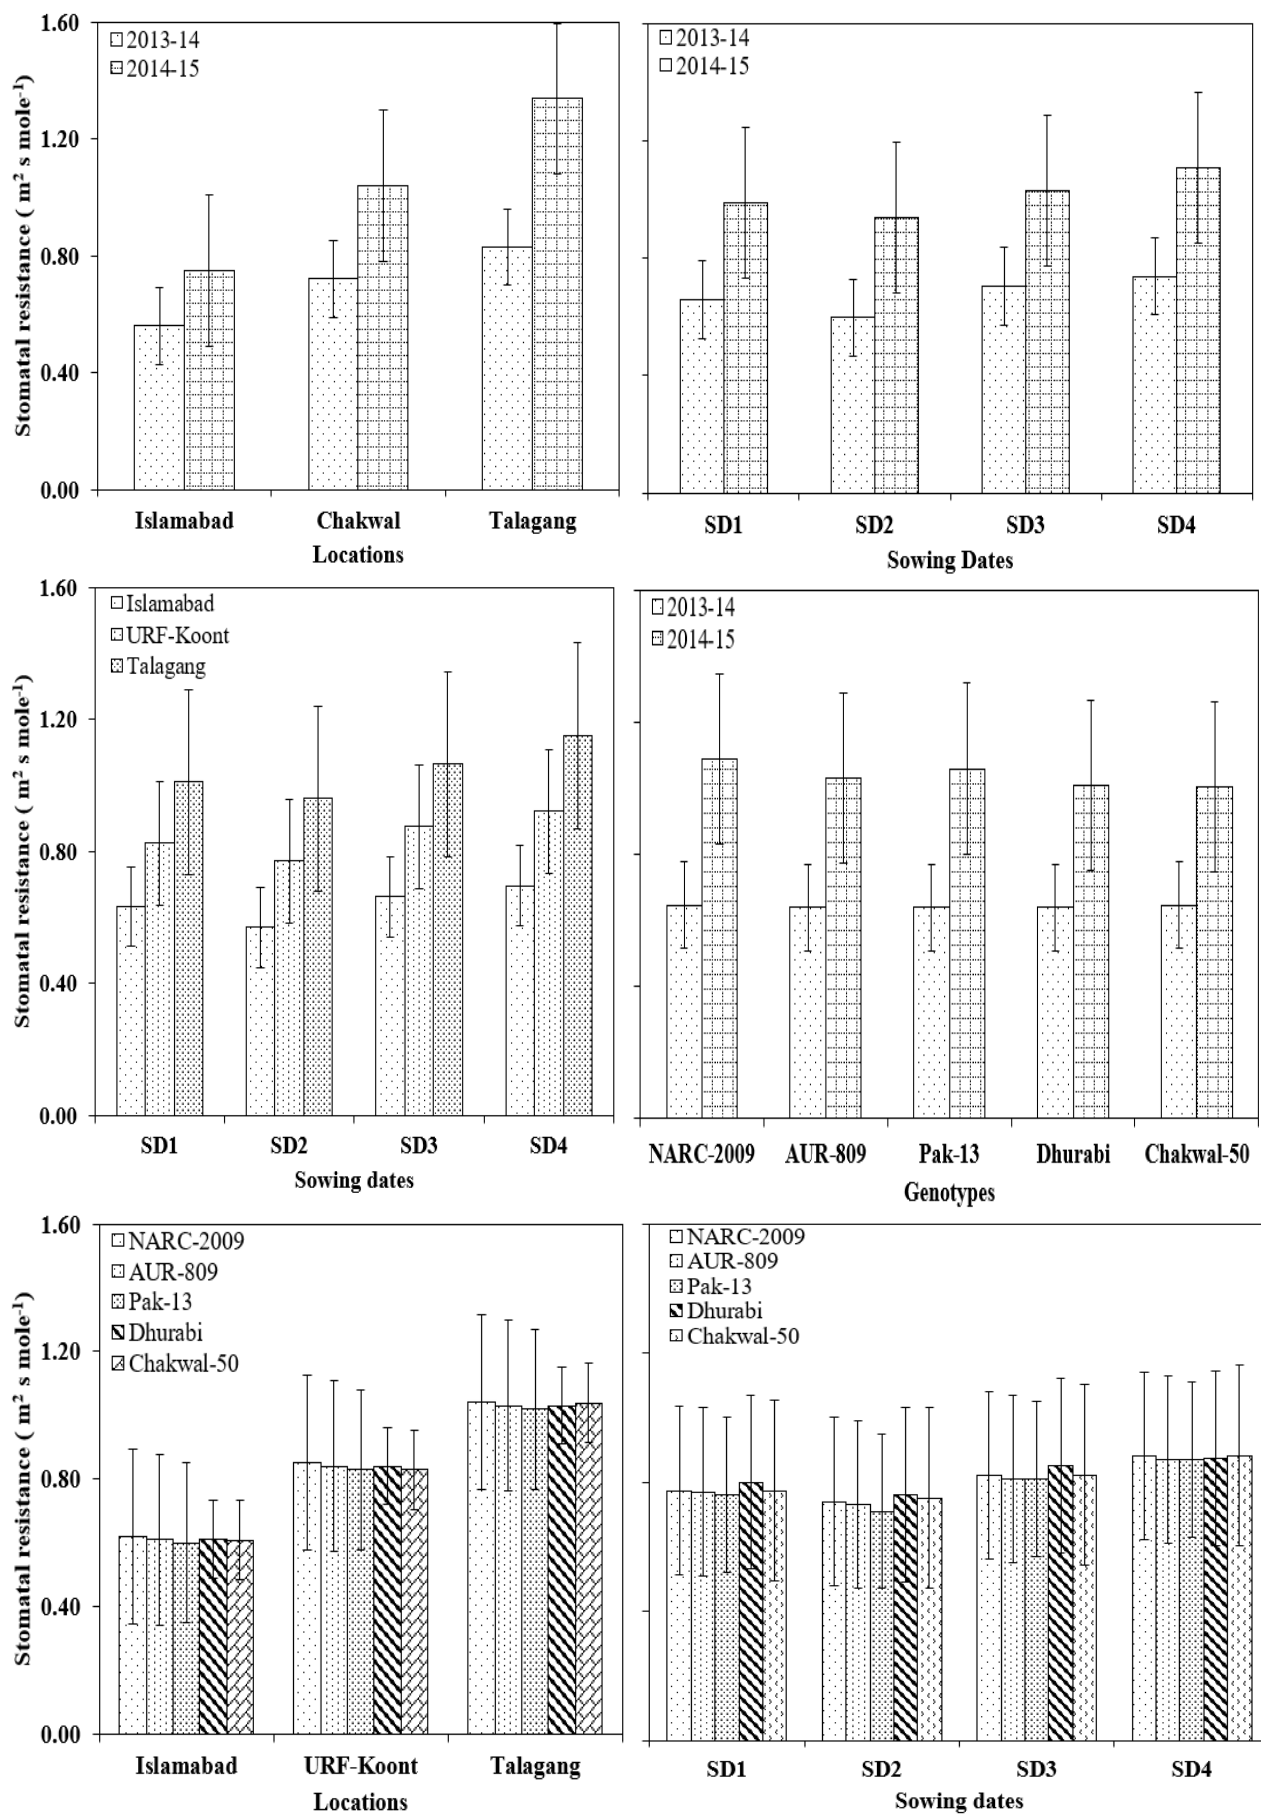 Stomatal resistance ( m² s mole⁻¹)
1.60
1.20
0.80
0.40
0.00
2013-14
2014-15
Islamabad Chakwal Talagang
Locations
2013-14
2014-15
SD1 SD2 SD3 SD4
Sowing Dates
Stomatal resistance ( m² s mole⁻¹)
1.60
1.20
0.80
0.40
0.00
Islamabad
URF-Koont
Talagang
SD1 SD2 SD3 SD4
Sowing dates
2013-14
2014-15
NARC-2009 AUR-809 Pak-13 Dhurabi Chakwal-50
Genotypes
Stomatal resistance ( m² s mole⁻¹)
1.60
1.20
0.80
0.40
0.00
NARC-2009
AUR-809
Pak-13
Dhurabi
Chakwal-50
Islamabad URF-Koont Talagang
Locations
NARC-2009
AUR-809
Pak-13
Dhurabi
Chakwal-50
SD1 SD2 SD3 SD4
Sowing dates